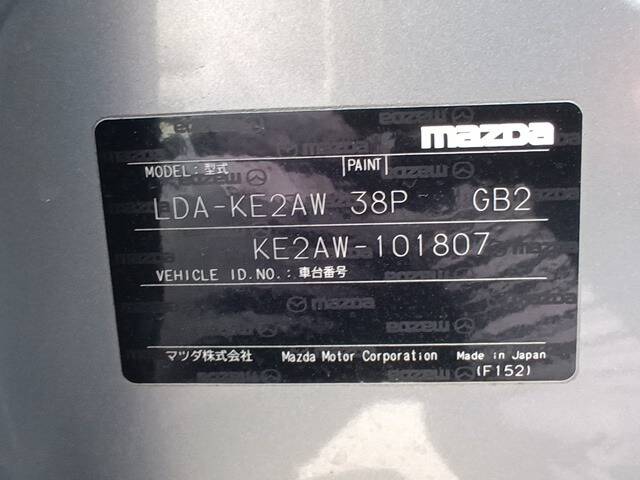 mazda
MODEL:型式 PAINT
LDA-KE2AW 38P GB2
KE2AW-101807
VEHICLE ID.NO.:車台番号
マツダ株式会社 Mazda Motor Corporation Made in Japan
(F152)